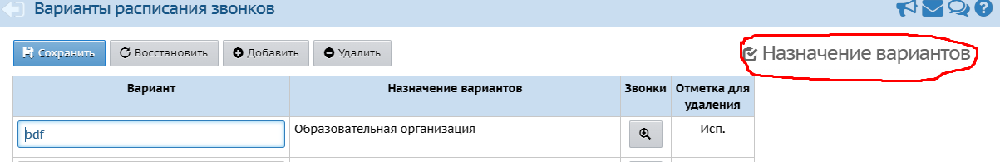 Варианты расписания звонков
Сохранить Восстановить Добавить Удалить Назначение вариантов
Вариант Назначение вариантов Звонки Отметка для удаления
bdf Образовательная организация Исп.